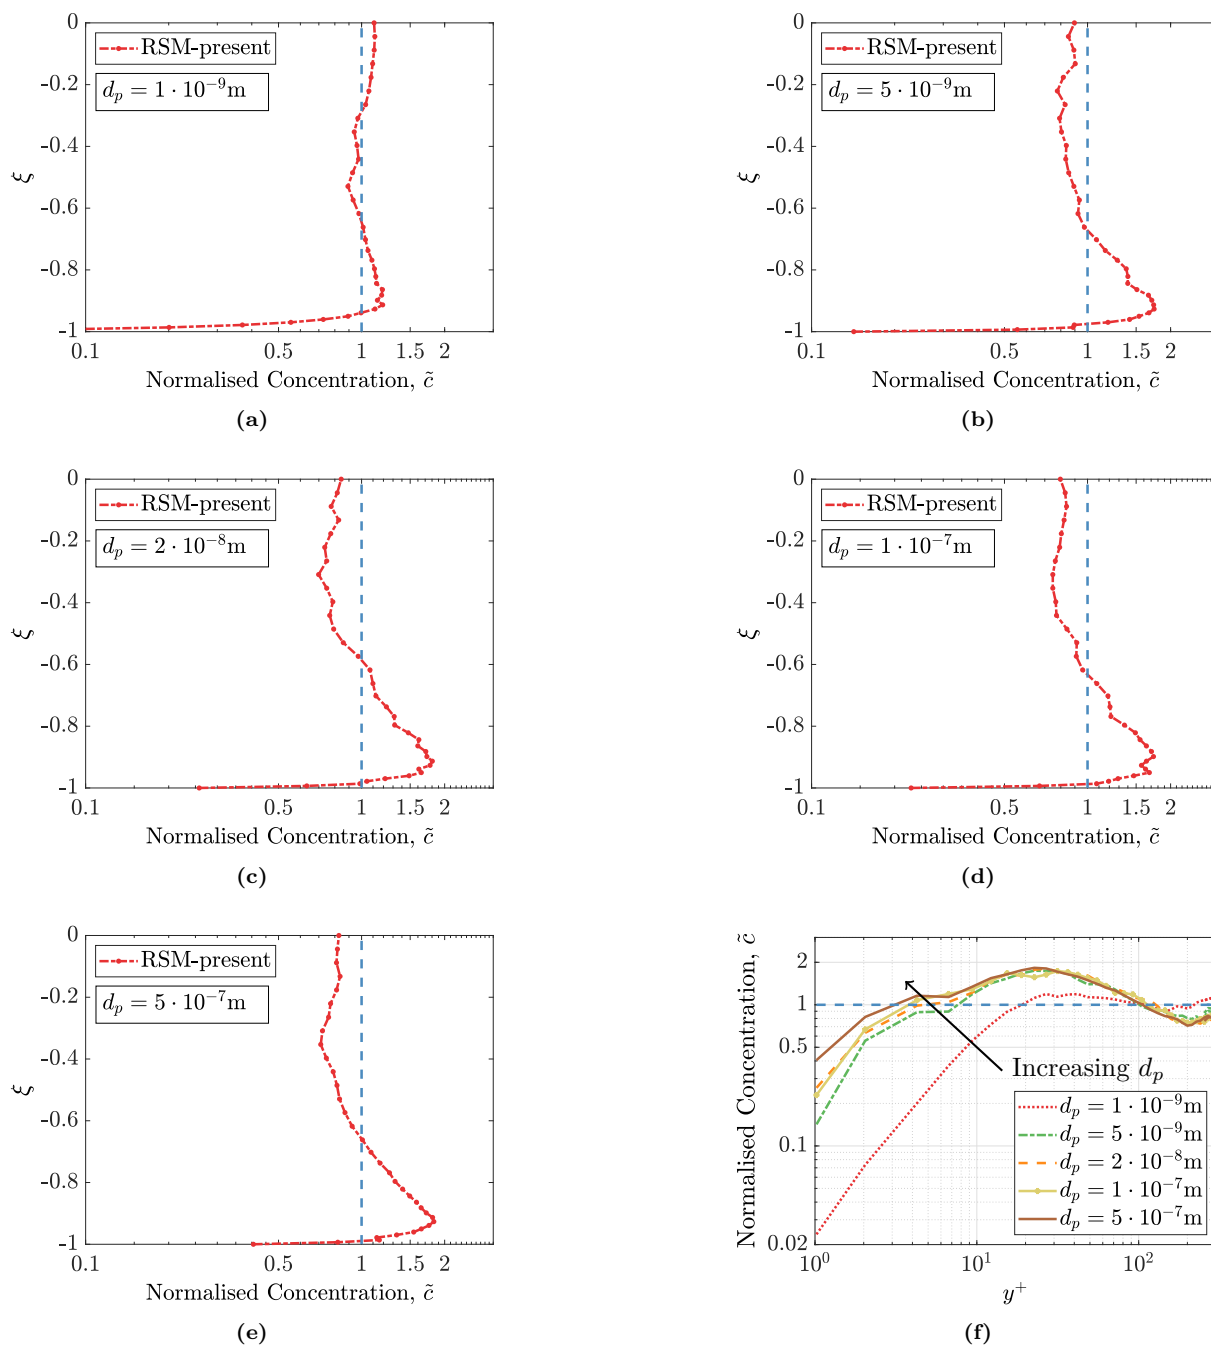 0
RSM-present
d_p = 1 · 10^{-9}m
-0.2
-0.4
ξ
-0.6
-0.8
-1
0.1 0.5 1 1.5 2
Normalised Concentration, c̃
(a)
0
RSM-present
d_p = 5 · 10^{-9}m
-0.2
-0.4
ξ
-0.6
-0.8
-1
0.1 0.5 1 1.5 2
Normalised Concentration, c̃
(b)
0
RSM-present
d_p = 2 · 10^{-8}m
-0.2
-0.4
ξ
-0.6
-0.8
-1
0.1 0.5 1 1.5 2
Normalised Concentration, c̃
(c)
0
RSM-present
d_p = 1 · 10^{-7}m
-0.2
-0.4
ξ
-0.6
-0.8
-1
0.1 0.5 1 1.5 2
Normalised Concentration, c̃
(d)
0
RSM-present
d_p = 5 · 10^{-7}m
-0.2
-0.4
ξ
-0.6
-0.8
-1
0.1 0.5 1 1.5 2
Normalised Concentration, c̃
(e)
Normalised Concentration, c̃
2
1
0.5
0.1
0.02
Increasing d_p
d_p = 1 · 10^{-9}m
d_p = 5 · 10^{-9}m
d_p = 2 · 10^{-8}m
d_p = 1 · 10^{-7}m
d_p = 5 · 10^{-7}m
10^0 10^1 10^2
y^+
(f)